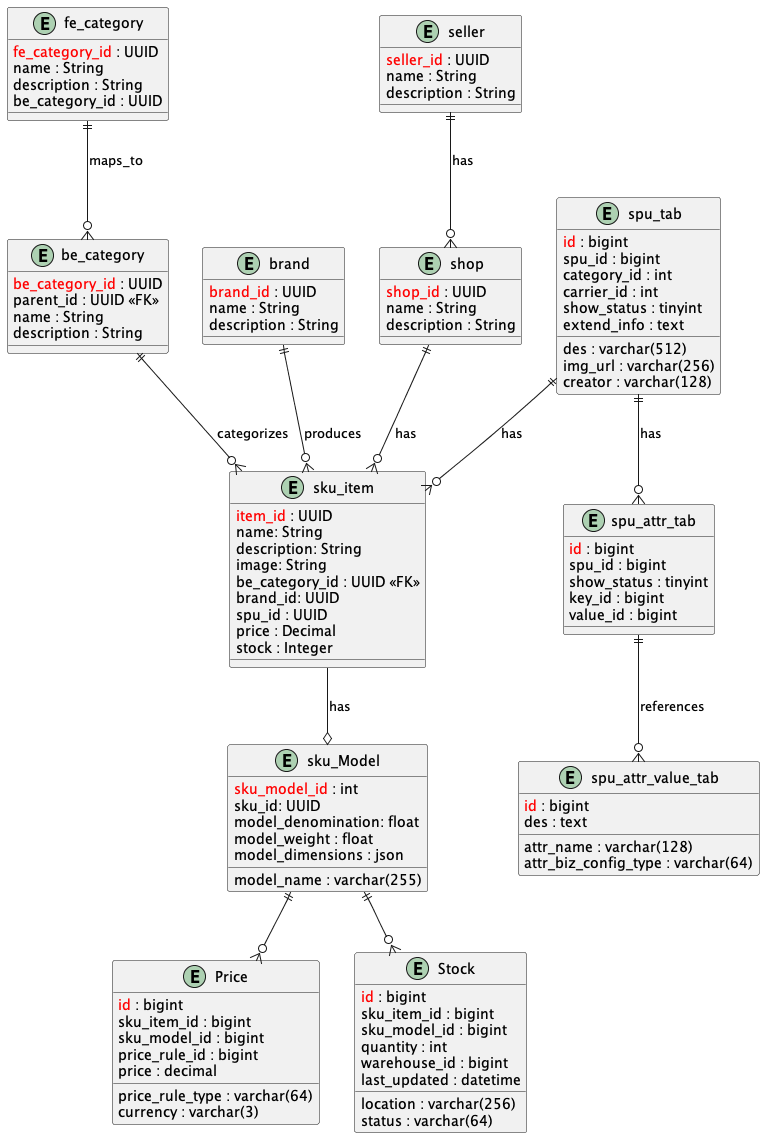 E fe_category
fe_category_id : UUID
name : String
description : String
be_category_id : UUID
E seller
seller_id : UUID
name : String
description : String
maps_to
has
E be_category
be_category_id : UUID
parent_id : UUID «FK»
name : String
description : String
E brand
brand_id : UUID
name : String
description : String
E shop
shop_id : UUID
name : String
description : String
E spu_tab
id : bigint
spu_id : bigint
category_id : int
carrier_id : int
show_status : tinyint
extend_info : text
des : varchar(512)
img_url : varchar(256)
creator : varchar(128)
categorizes
produces
has
has
has
E sku_item
item_id : UUID
name: String
description: String
image: String
be_category_id : UUID «FK»
brand_id: UUID
spu_id : UUID
price : Decimal
stock : Integer
E spu_attr_tab
id : bigint
spu_id : bigint
show_status : tinyint
key_id : bigint
value_id : bigint
has
references
E sku_Model
sku_model_id : int
sku_id: UUID
model_denomination: float
model_weight : float
model_dimensions : json
model_name : varchar(255)
E spu_attr_value_tab
id : bigint
des : text
attr_name : varchar(128)
attr_biz_config_type : varchar(64)
E Price
id : bigint
sku_item_id : bigint
sku_model_id : bigint
price_rule_id : bigint
price : decimal
price_rule_type : varchar(64)
currency : varchar(3)
E Stock
id : bigint
sku_item_id : bigint
sku_model_id : bigint
quantity : int
warehouse_id : bigint
last_updated : datetime
location : varchar(256)
status : varchar(64)